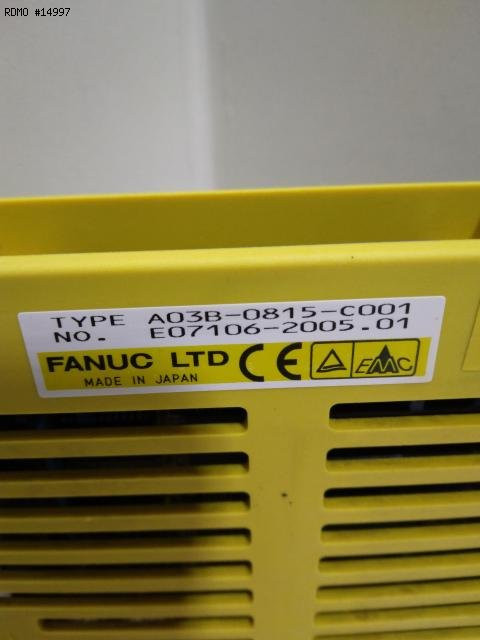 RDMO #14997
TYPE A03B-0815-C001
NO. E07106-2005.01
FANUC LTD CE EMC
MADE IN JAPAN